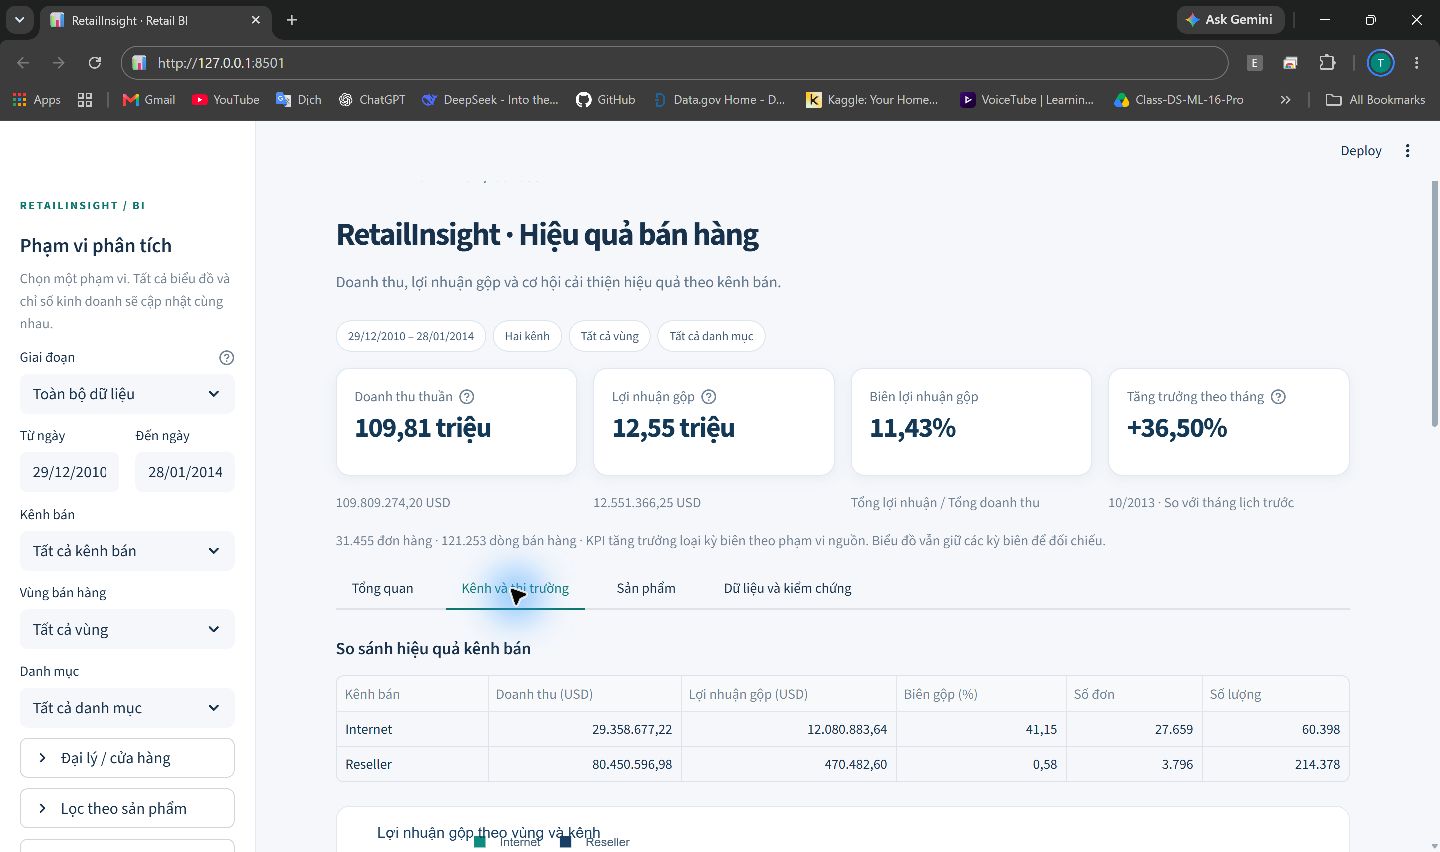 RetailInsight · Retail BI
Ask Gemini
http://127.0.0.1:8501
E
T
Apps
Gmail
YouTube
Dịch
ChatGPT
DeepSeek - Into the...
GitHub
Data.gov Home - D...
Kaggle: Your Home...
VoiceTube | Learnin...
Class-DS-ML-16-Pro
All Bookmarks
Deploy
RETAILINSIGHT / BI
Phạm vi phân tích
Chọn một phạm vi. Tất cả biểu đồ và
chỉ số kinh doanh sẽ cập nhật cùng
nhau.
Giai đoạn
Toàn bộ dữ liệu
Từ ngày
Đến ngày
29/12/2010
28/01/2014
Kênh bán
Tất cả kênh bán
Vùng bán hàng
Tất cả vùng
Danh mục
Tất cả danh mục
Đại lý / cửa hàng
Lọc theo sản phẩm
RetailInsight · Hiệu quả bán hàng
Doanh thu, lợi nhuận gộp và cơ hội cải thiện hiệu quả theo kênh bán.
29/12/2010 – 28/01/2014
Hai kênh
Tất cả vùng
Tất cả danh mục
Doanh thu thuần
109,81 triệu
109.809.274,20 USD
Lợi nhuận gộp
12,55 triệu
12.551.366,25 USD
Biên lợi nhuận gộp
11,43%
Tổng lợi nhuận / Tổng doanh thu
Tăng trưởng theo tháng
+36,50%
10/2013 · So với tháng lịch trước
31.455 đơn hàng · 121.253 dòng bán hàng · KPI tăng trưởng loại kỳ biên theo phạm vi nguồn. Biểu đồ vẫn giữ các kỳ biên để đối chiếu.
Tổng quan
Kênh và thị trường
Sản phẩm
Dữ liệu và kiểm chứng
So sánh hiệu quả kênh bán
Kênh bán
Doanh thu (USD)
Lợi nhuận gộp (USD)
Biên gộp (%)
Số đơn
Số lượng
Internet
29.358.677,22
12.080.883,64
41,15
27.659
60.398
Reseller
80.450.596,98
470.482,60
0,58
3.796
214.378
Lợi nhuận gộp theo vùng và kênh
Internet
Reseller